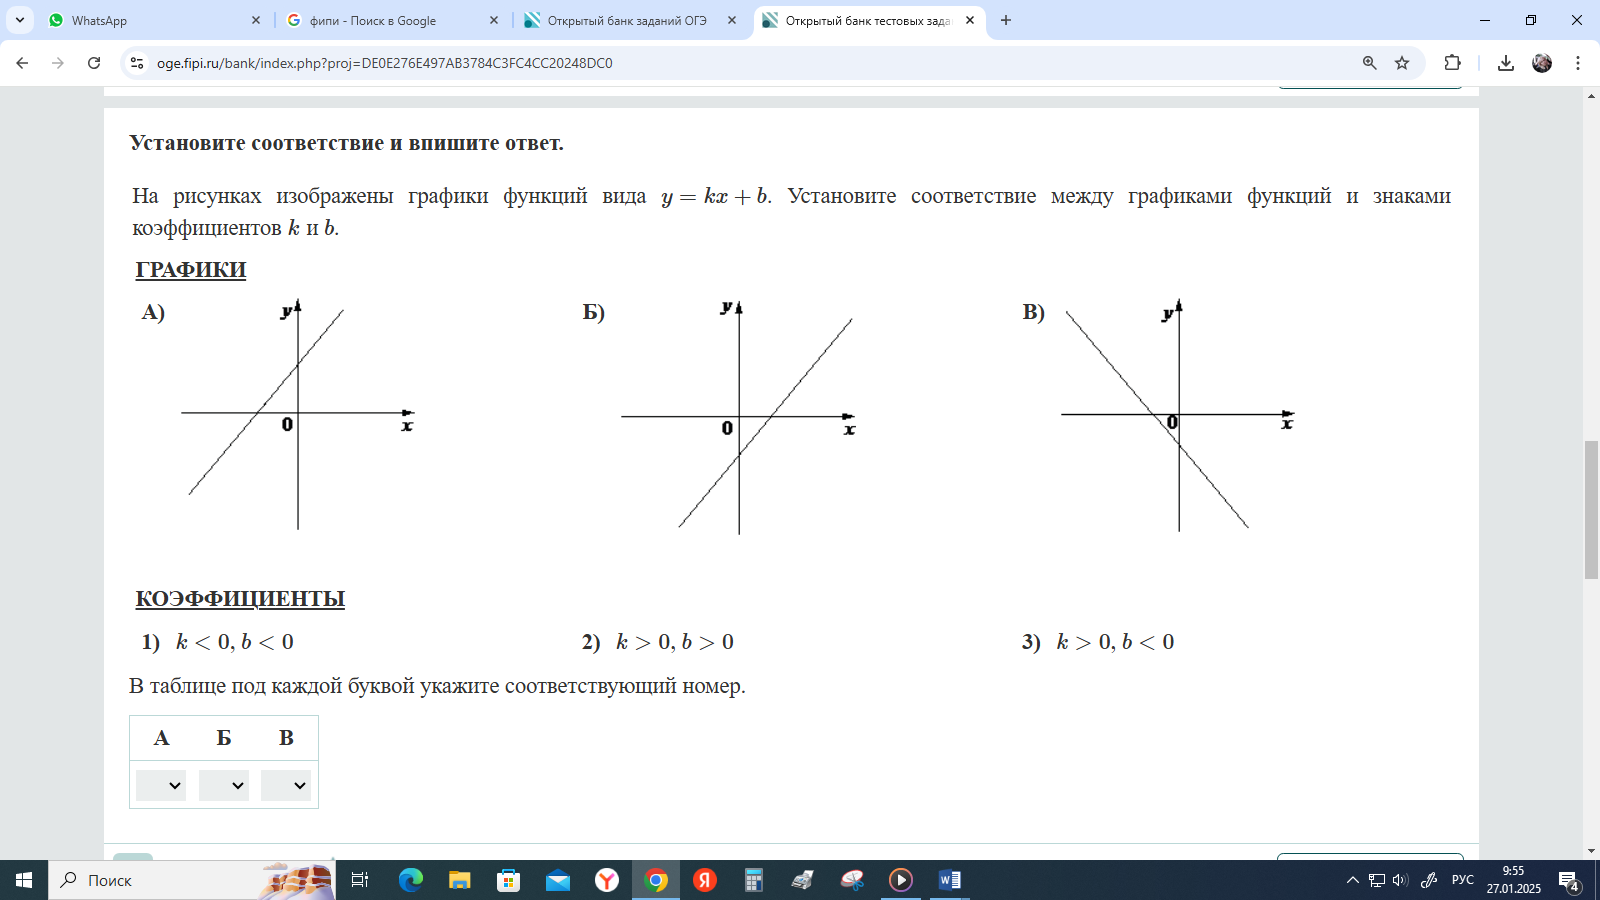 WhatsApp
фипи - Поиск в Google
Открытый банк заданий ОГЭ
Открытый банк тестовых зада
oge.fipi.ru/bank/index.php?proj=DE0E276E497AB3784C3FC4CC20248DC0
Установите соответствие и впишите ответ.
На рисунках изображены графики функций вида y = kx + b. Установите соответствие между графиками функций и знаками
коэффициентов k и b.
ГРАФИКИ
А) y 0 x
Б) y 0 x
В) y 0 x
КОЭФФИЦИЕНТЫ
1) k < 0, b < 0
2) k > 0, b > 0
3) k > 0, b < 0
В таблице под каждой буквой укажите соответствующий номер.
А Б В
Поиск
РУС
9:55
27.01.2025
4